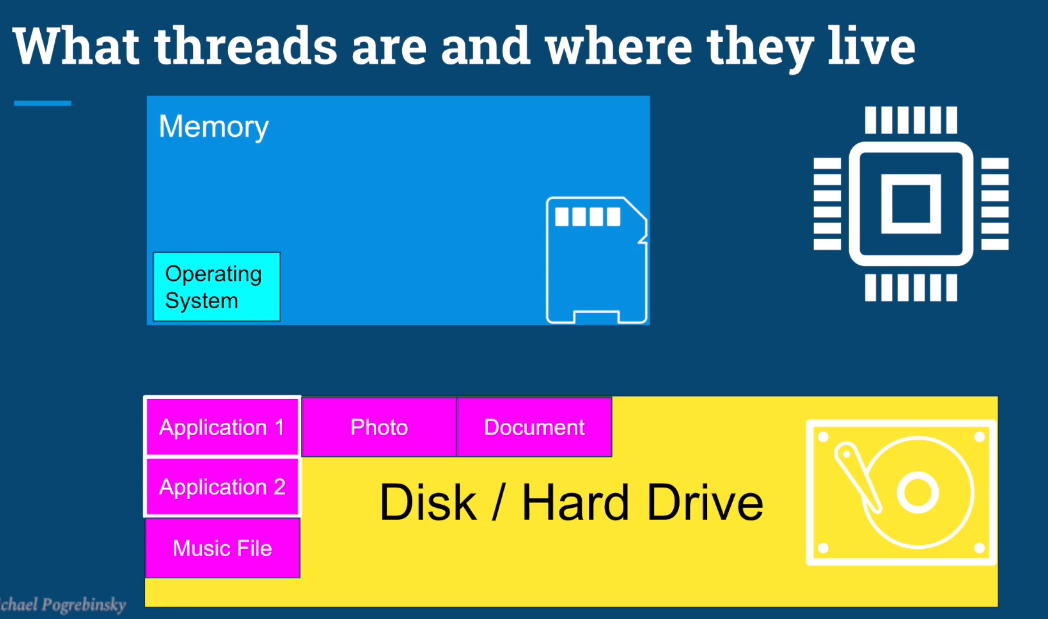 What threads are and where they live
Memory
Operating
System
Application 1
Photo
Document
Application 2
Disk / Hard Drive
Music File
Pogrebinsky